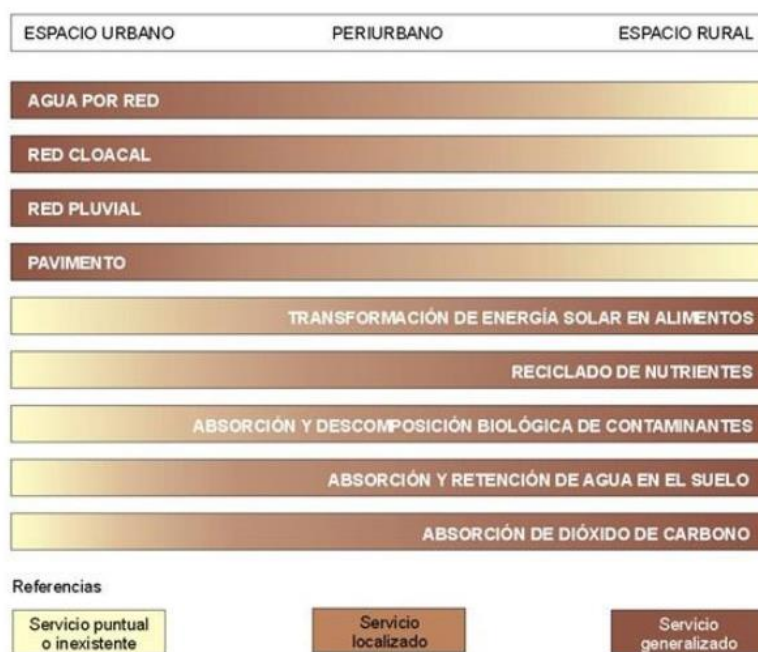 ESPACIO URBANO PERIURBANO ESPACIO RURAL
AGUA POR RED
RED CLOACAL
RED PLUVIAL
PAVIMENTO
TRANSFORMACIÓN DE ENERGÍA SOLAR EN ALIMENTOS
RECICLADO DE NUTRIENTES
ABSORCIÓN Y DESCOMPOSICIÓN BIOLÓGICA DE CONTAMINANTES
ABSORCIÓN Y RETENCIÓN DE AGUA EN EL SUELO
ABSORCIÓN DE DIÓXIDO DE CARBONO
Referencias
Servicio puntual
o inexistente
Servicio
localizado
Servicio
generalizado